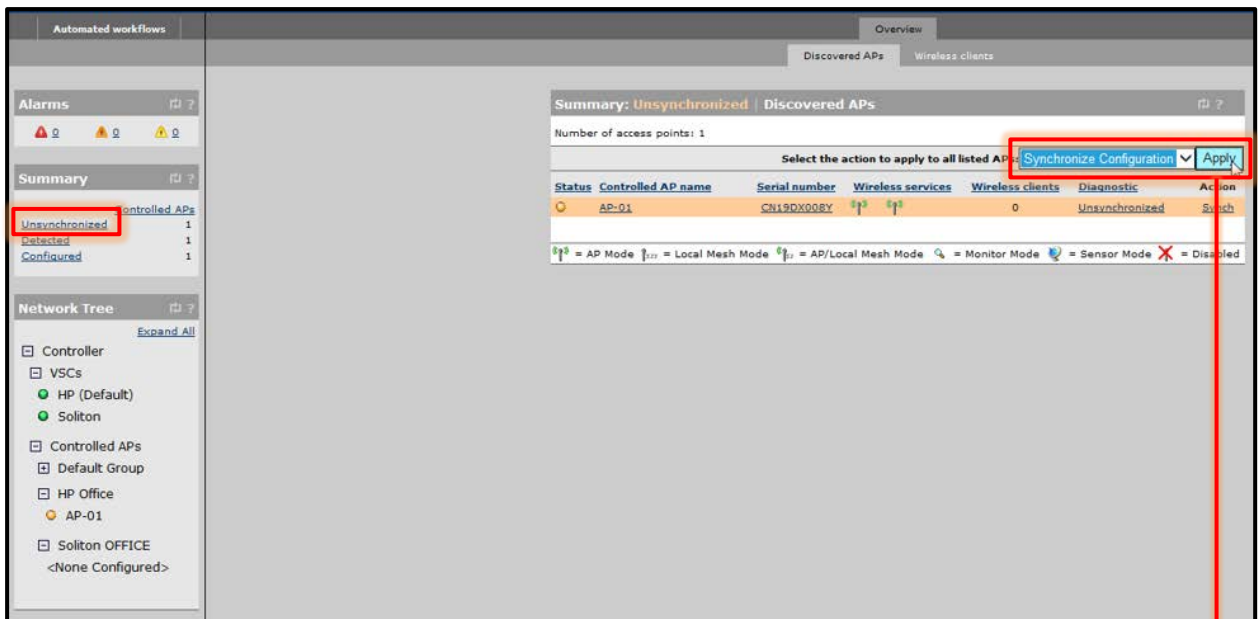 Automated workflows
Overview
Discovered APs Wireless clients
Alarms ?
0 0 0
Summary ?
Controlled APs
Unsynchronized 1
Detected 1
Configured 1
Network Tree ?
Expand All
Controller
VSCs
HP (Default)
Soliton
Controlled APs
Default Group
HP Office
AP-01
Soliton OFFICE
<None Configured>
Summary: Unsynchronized | Discovered APs ?
Number of access points: 1
Select the action to apply to all listed APs: Synchronize Configuration Apply
Status Controlled AP name Serial number Wireless services Wireless clients Diagnostic Action
AP-01 CN19DX008Y 0 Unsynchronized Synch
= AP Mode = Local Mesh Mode = AP/Local Mesh Mode = Monitor Mode = Sensor Mode = Disabled